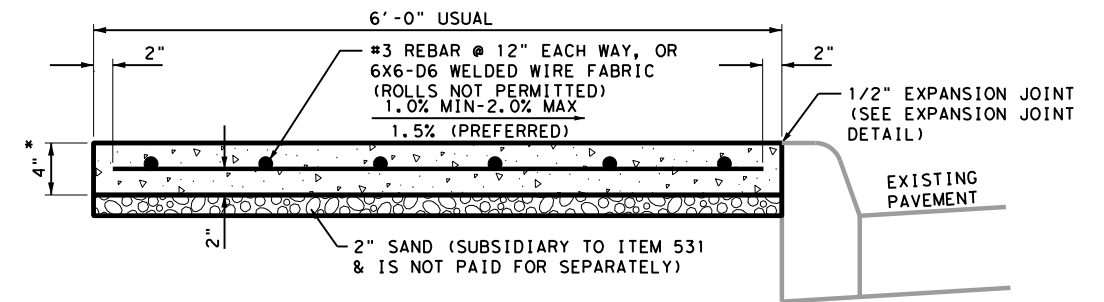 6'-0" USUAL
2"
#3 REBAR @ 12" EACH WAY, OR
6X6-D6 WELDED WIRE FABRIC
(ROLLS NOT PERMITTED)
1.0% MIN-2.0% MAX
1.5% (PREFERRED)
2"
1/2" EXPANSION JOINT
(SEE EXPANSION JOINT
DETAIL)
4"*
EXISTING
PAVEMENT
2"
2" SAND (SUBSIDIARY TO ITEM 531
& IS NOT PAID FOR SEPARATELY)